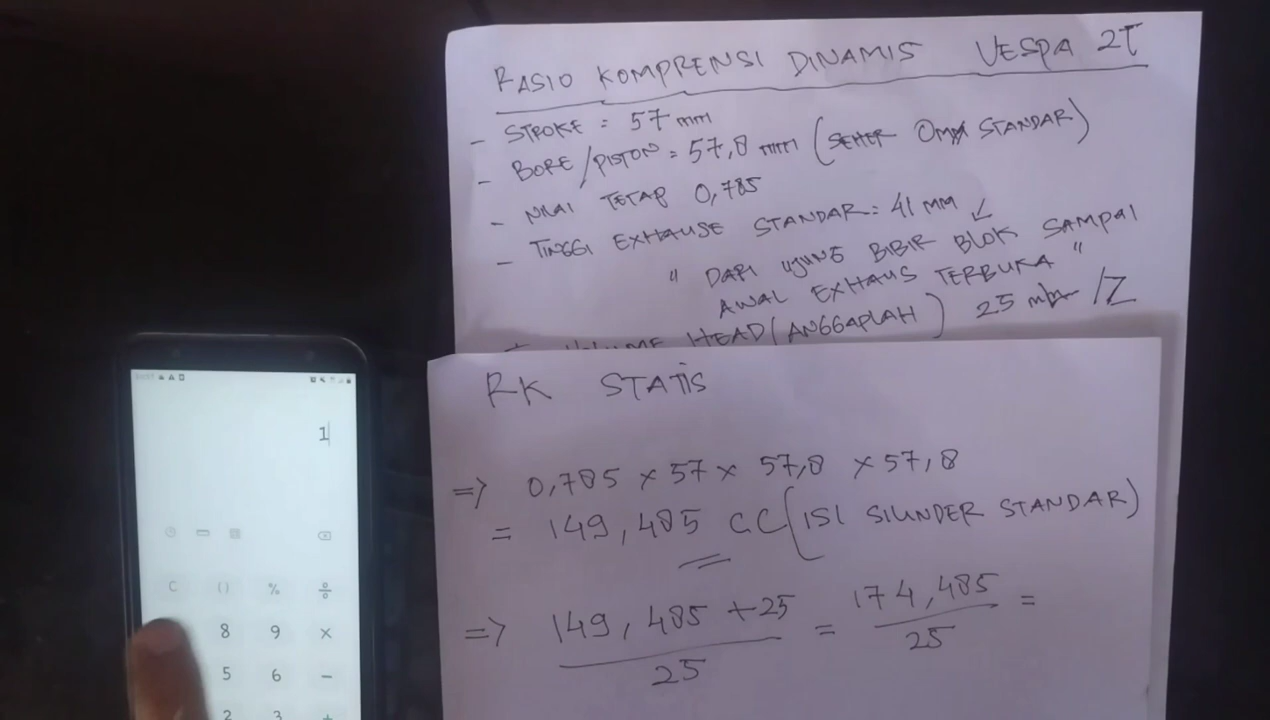 RASIO KOMPRENSI DINAMIS VESPA 2T
- STROKE = 57 mm
- BORE/PISTON = 57,8 mm (SEHER OM STANDAR)
- NILAI TETAP 0,785
- TINGGI EXHAUSE STANDAR: 41 MM
" DARI UJUNG BIBIR BLOK SAMPAI
AWAL EXHAUS TERBUKA "
VOLUME HEAD (ANGGAPLAH) 25
RK STATIS
=> 0,785 x 57 x 57,8 x 57,8
= 149,485 CC (ISI SILINDER STANDAR)
=> 149,485 + 25 = 174,485 =
25 25
1
C () % ÷
8 9 ×
5 6 −
2 3 +